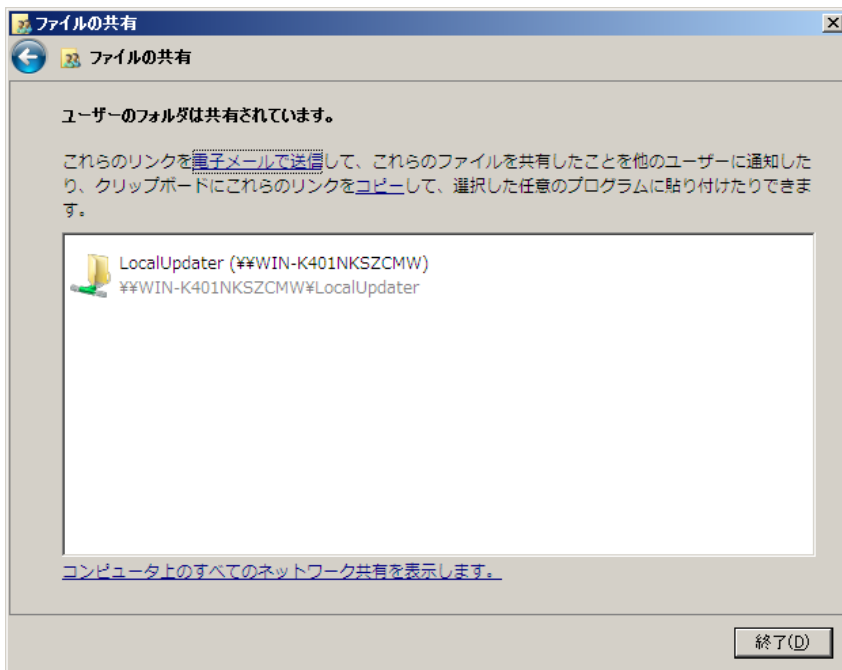 ファイルの共有
ファイルの共有
ユーザーのフォルダは共有されています。
これらのリンクを電子メールで送信して、これらのファイルを共有したことを他のユーザーに通知した
り、クリップボードにこれらのリンクをコピーして、選択した任意のプログラムに貼り付けたりできま
す。
LocalUpdater (¥¥WIN-K401NKSZCMW)
¥¥WIN-K401NKSZCMW¥LocalUpdater
コンピュータ上のすべてのネットワーク共有を表示します。
終了(D)